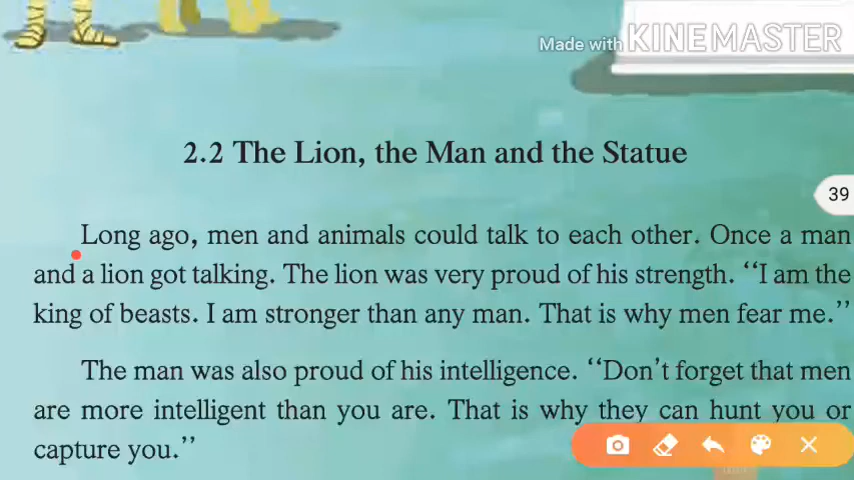 Made with KINEMASTER
2.2 The Lion, the Man and the Statue
39
Long ago, men and animals could talk to each other. Once a man
and a lion got talking. The lion was very proud of his strength. “I am the
king of beasts. I am stronger than any man. That is why men fear me.”
The man was also proud of his intelligence. “Don’t forget that men
are more intelligent than you are. That is why they can hunt you or
capture you.”